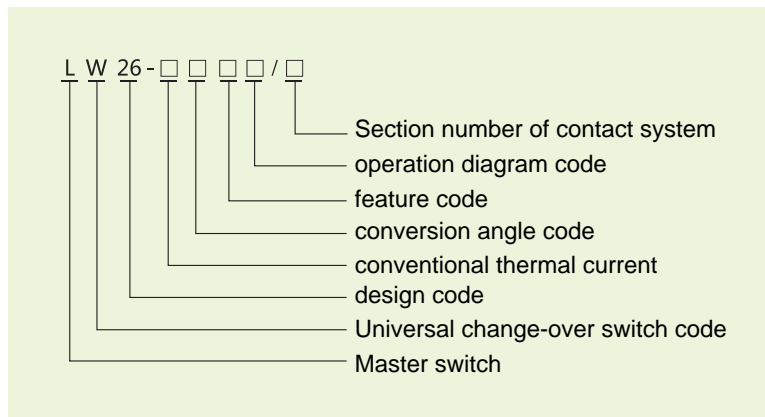 L W 26-□ □ □ □ / □
Section number of contact system
operation diagram code
feature code
conversion angle code
conventional thermal current
design code
Universal change-over switch code
Master switch